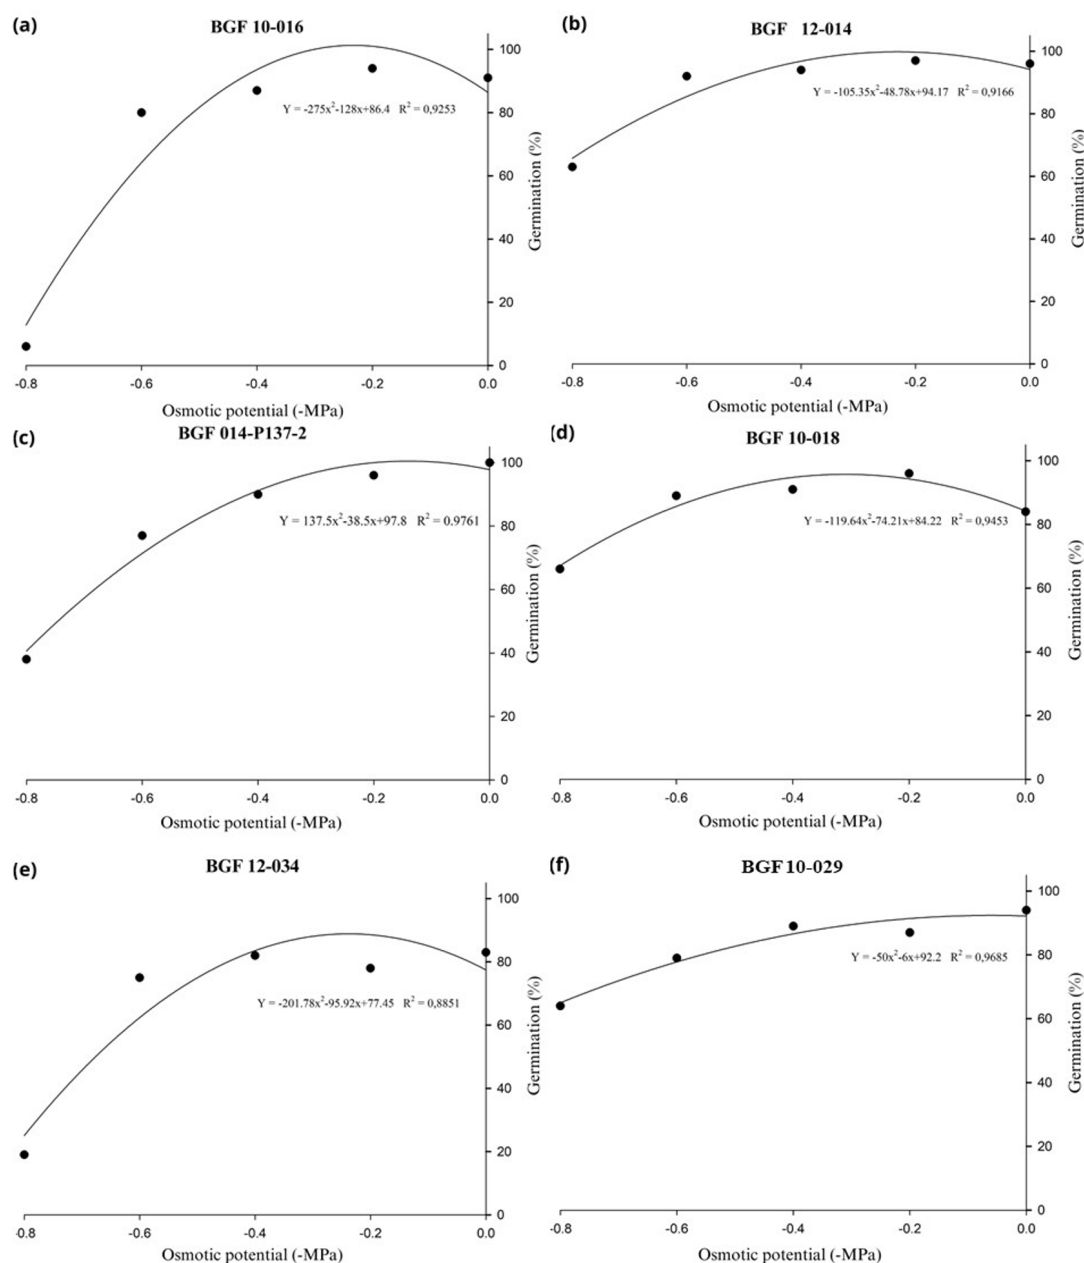 (a)
BGF 10-016
100
80
60
40
20
0
Germination (%)
Y = -275x²-128x+86.4 R² = 0,9253
-0.8 -0.6 -0.4 -0.2 0.0
Osmotic potential (-MPa)
(b)
BGF 12-014
100
80
60
40
20
0
Germination (%)
Y = -105.35x²-48.78x+94.17 R² = 0,9166
-0.8 -0.6 -0.4 -0.2 0.0
Osmotic potential (-MPa)
(c)
BGF 014-P137-2
100
80
60
40
20
0
Germination (%)
Y = 137.5x²-38.5x+97.8 R² = 0.9761
-0.8 -0.6 -0.4 -0.2 0.0
Osmotic potential (-MPa)
(d)
BGF 10-018
100
80
60
40
20
0
Germination (%)
Y = -119.64x²-74.21x+84.22 R² = 0,9453
-0.8 -0.6 -0.4 -0.2 0.0
Osmotic potential (-MPa)
(e)
BGF 12-034
100
80
60
40
20
0
Germination (%)
Y = -201.78x²-95.92x+77.45 R² = 0,8851
-0.8 -0.6 -0.4 -0.2 0.0
Osmotic potential (-MPa)
(f)
BGF 10-029
100
80
60
40
20
0
Germination (%)
Y = -50x²-6x+92.2 R² = 0,9685
-0.8 -0.6 -0.4 -0.2 0.0
Osmotic potential (-MPa)